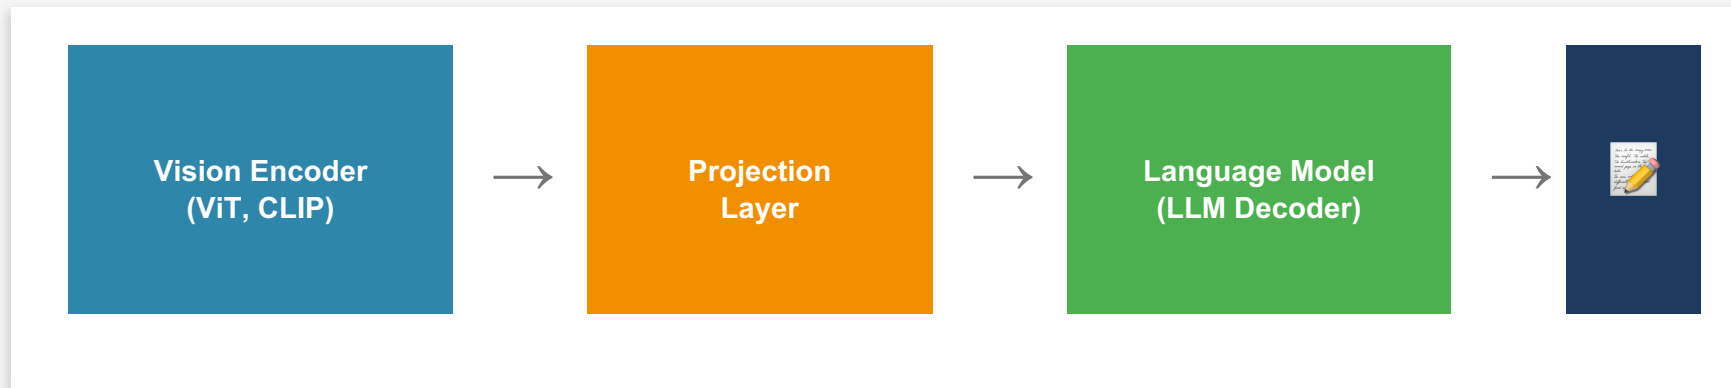 Vision Encoder
(ViT, CLIP)
Projection
Layer
Language Model
(LLM Decoder)